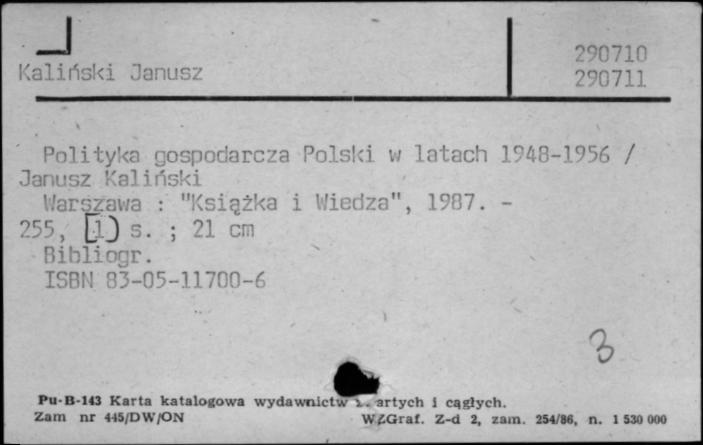 290710
Kaliński Janusz 290711
Polityka gospodarcza Polski w latach 1948-1956 /
Janusz Kaliński
Warszawa : "Książka i Wiedza", 1987. -
255, [1] s. ; 21 cm
Bibliogr.
ISBN 83-05-11700-6
3
Pu-B-143 Karta katalogowa wydawnictw artych i cągłych.
Zam nr 445/DW/ON WZGraf. Z-d 2, zam. 254/86, n. 1 530 000